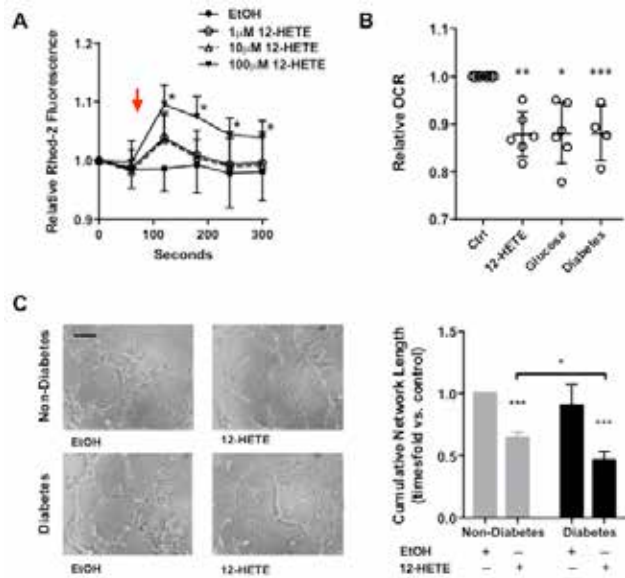 A
EtOH
1µM 12-HETE
10µM 12-HETE
100µM 12-HETE
Relative Rhod-2 Fluorescence
1.2
1.1
1.0
0.9
0 100 200 300
Seconds
* * * *
B
Relative OCR
1.1
1.0
0.9
0.8
0.7
** * ***
Ctrl
12-HETE
Glucose
Diabetes
C
Non-Diabetes
EtOH 12-HETE
Diabetes
EtOH 12-HETE
Cumulative Network Length
(timesfold vs. control)
1.5
1.0
0.5
0.0
*
*** ***
Non-Diabetes Diabetes
EtOH + – + –
12-HETE – + – +